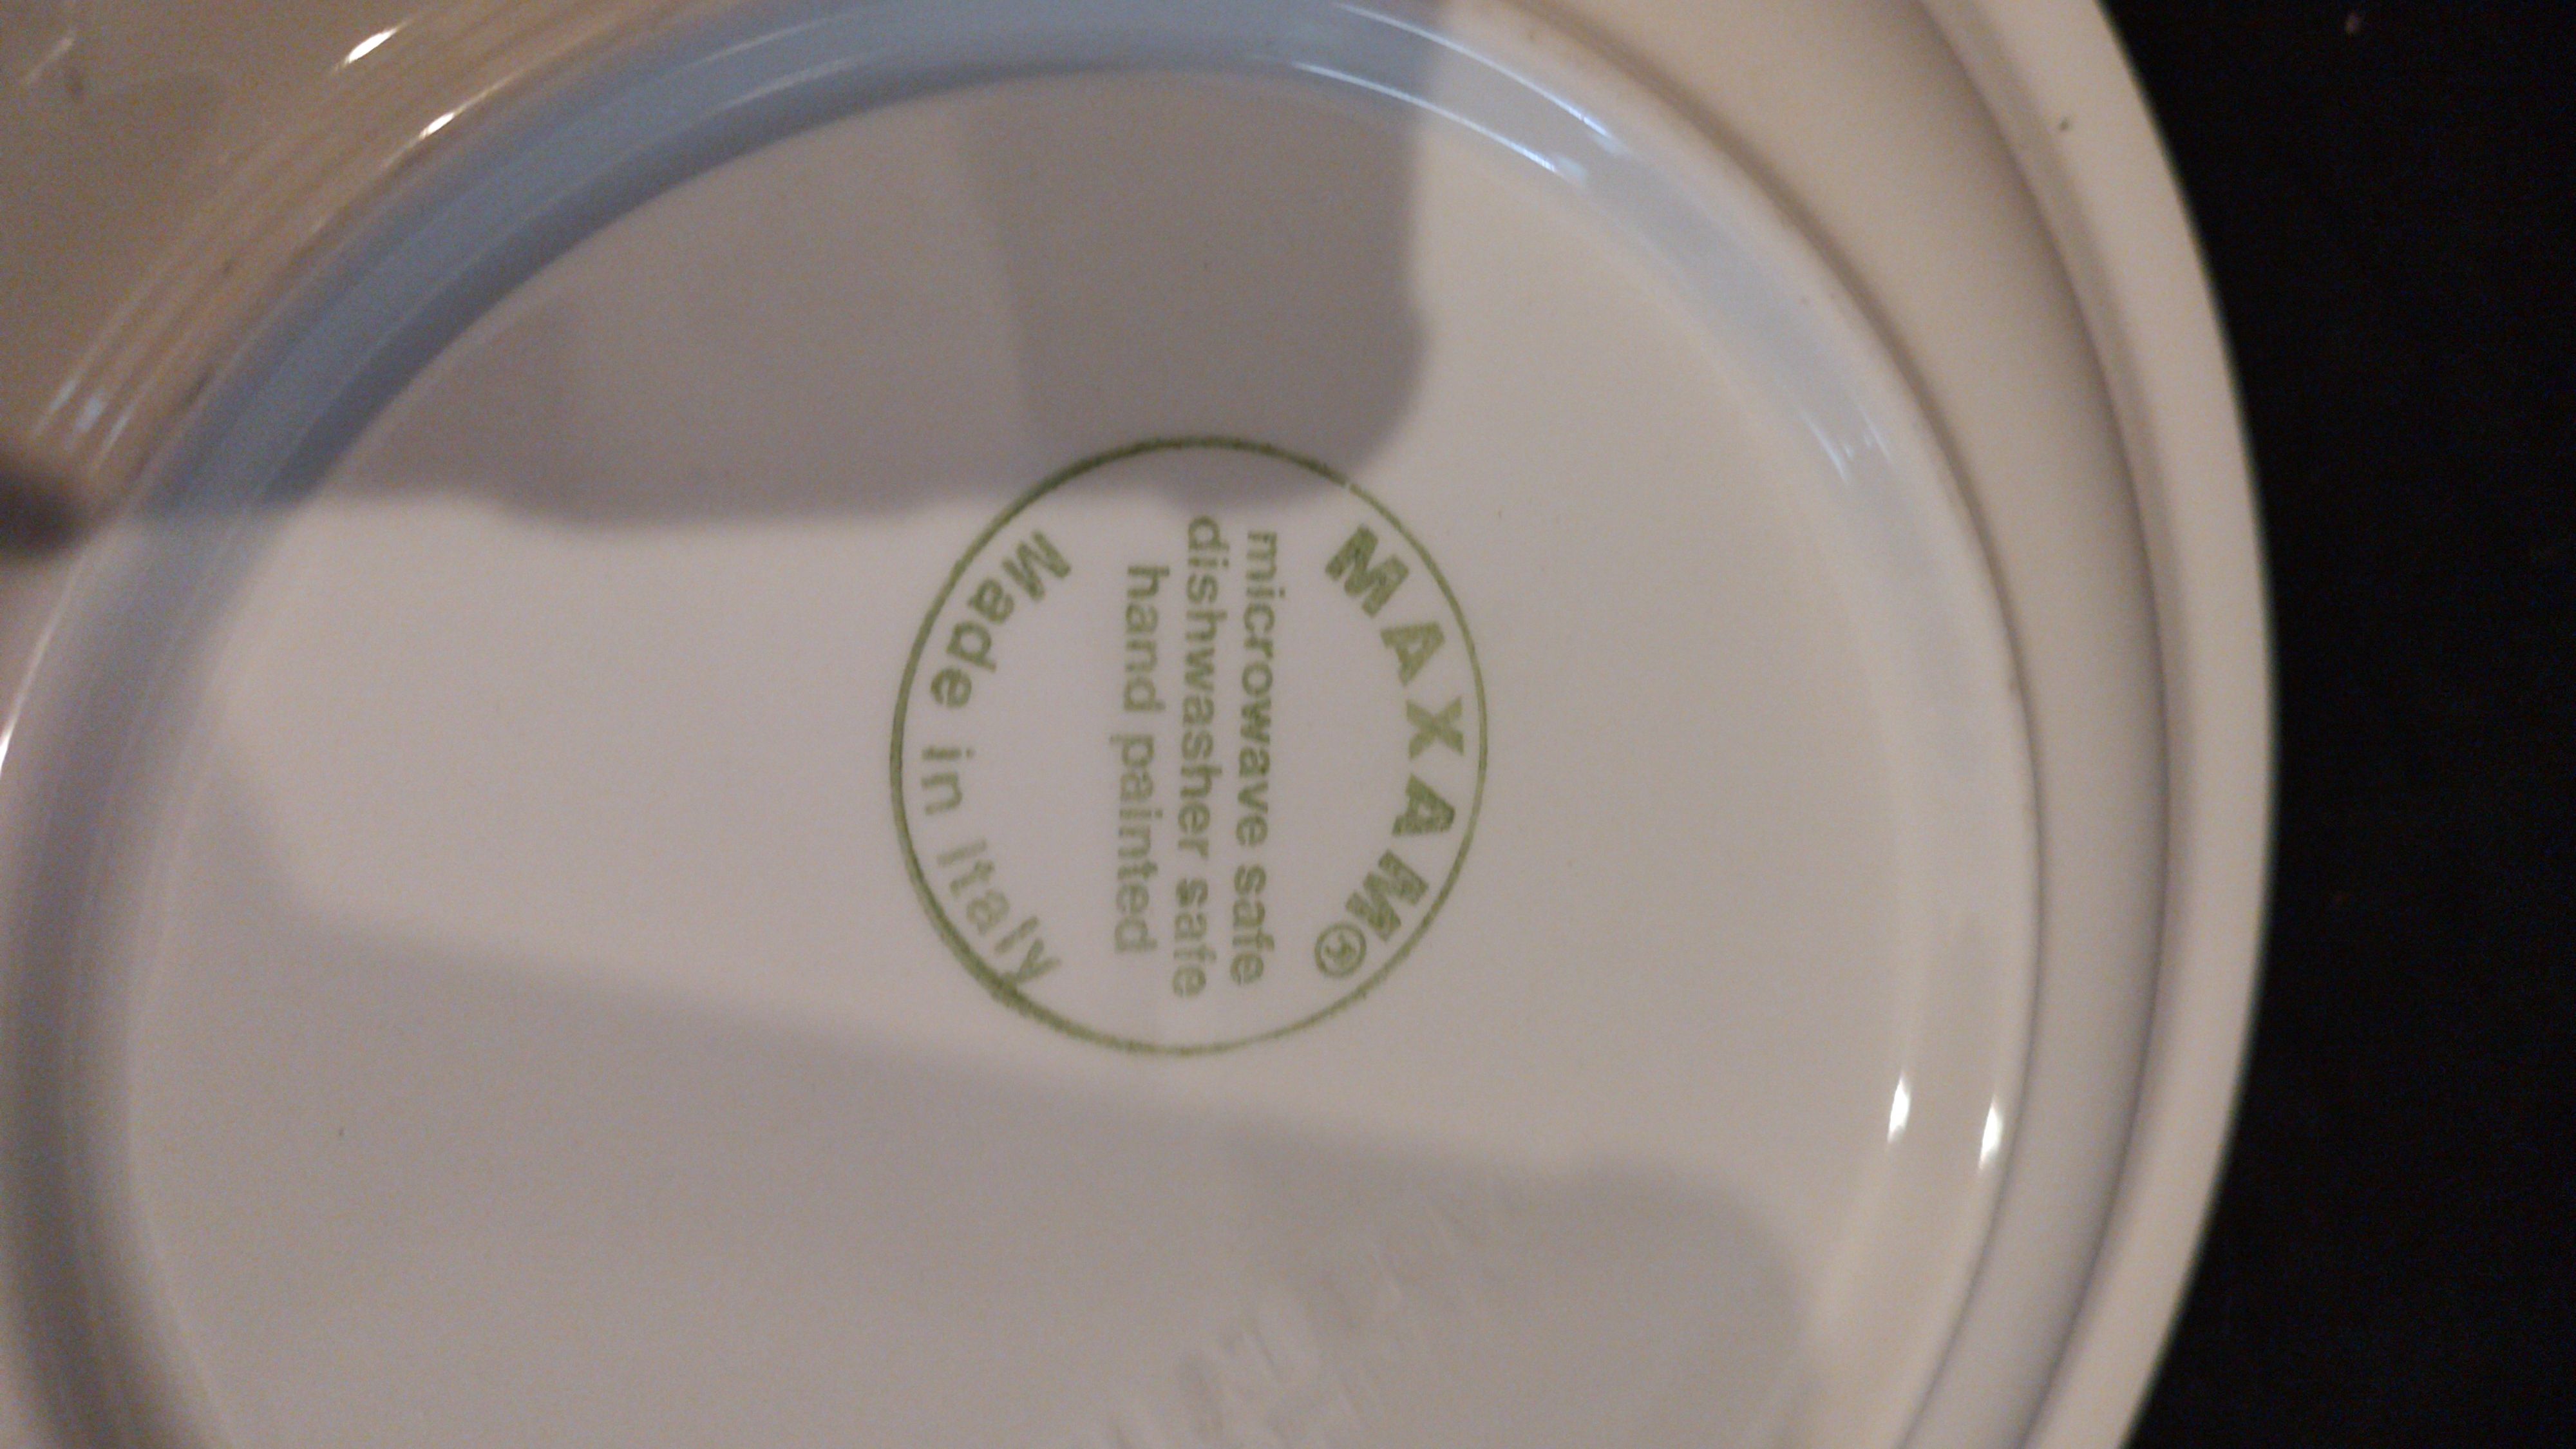 MAXAM®
microwave safe
dishwasher safe
hand painted
Made in Italy